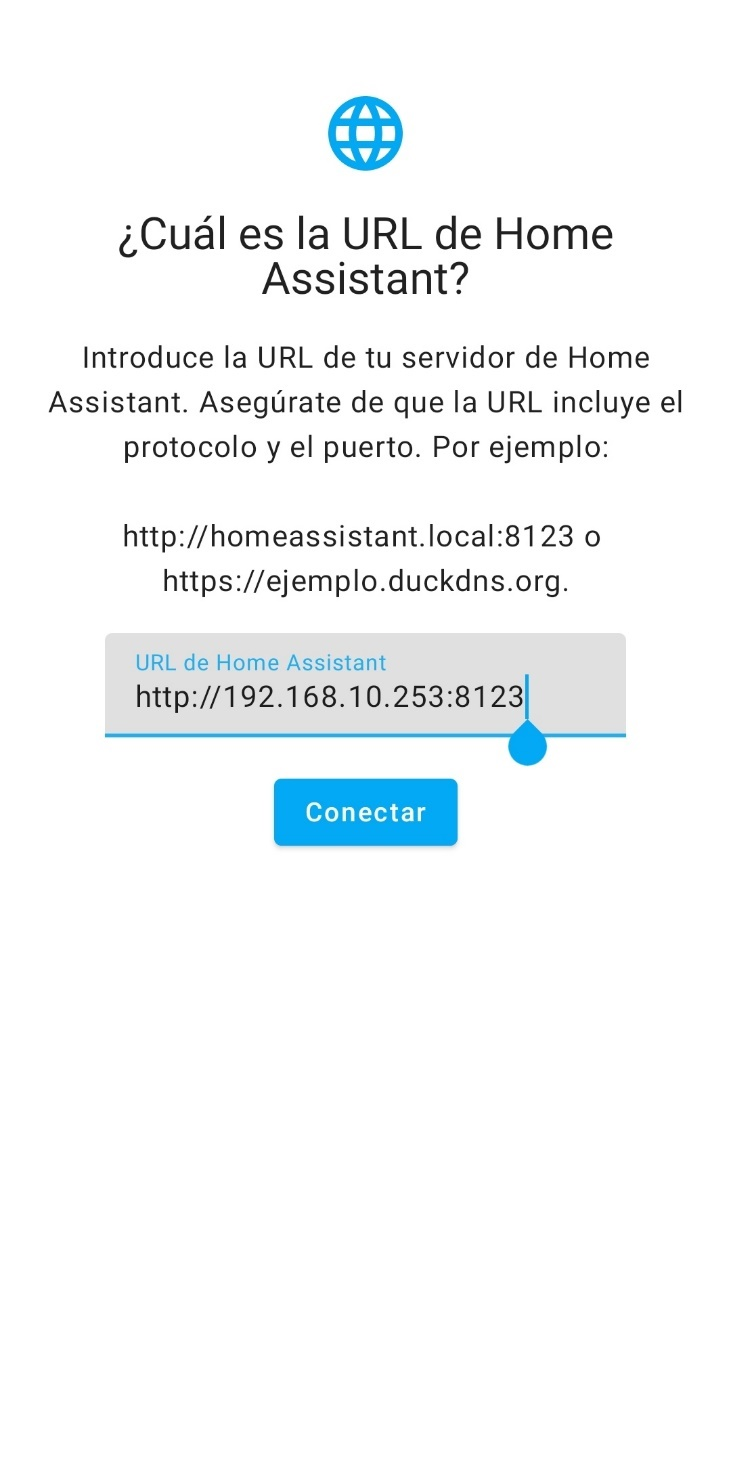 ¿Cuál es la URL de Home
Assistant?
Introduce la URL de tu servidor de Home
Assistant. Asegúrate de que la URL incluye el
protocolo y el puerto. Por ejemplo:
http://homeassistant.local:8123 o
https://ejemplo.duckdns.org.
URL de Home Assistant
http://192.168.10.253:8123
Conectar